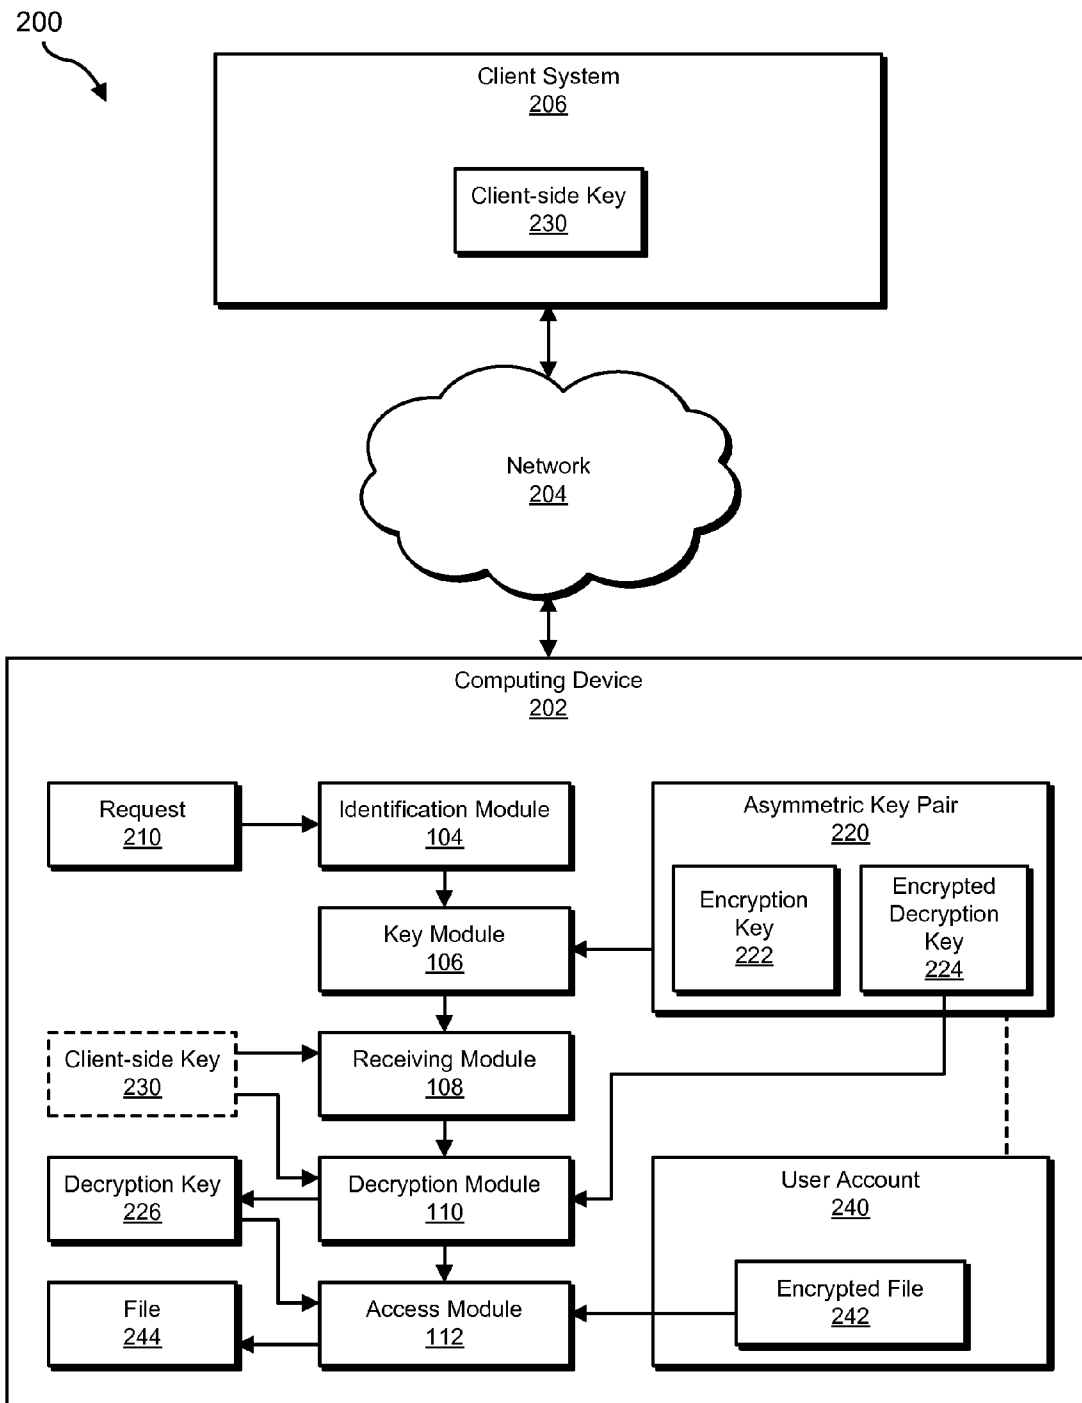 200
Client System
206
Client-side Key
230
Network
204
Computing Device
202
Request
210
Identification Module
104
Asymmetric Key Pair
220
Encryption
Key
222
Encrypted
Decryption
Key
224
Key Module
106
Client-side Key
230
Receiving Module
108
Decryption Key
226
Decryption Module
110
User Account
240
File
244
Access Module
112
Encrypted File
242